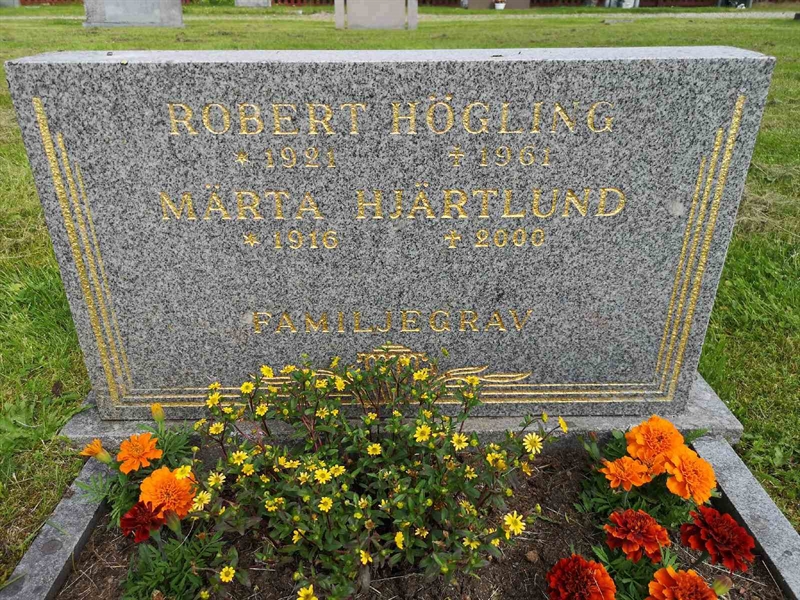 ROBERT HÖGLING
* 1921 ✝ 1961
MÄRTA HJÄRTLUND
* 1916 ✝ 2000
FAMILJEGRAV